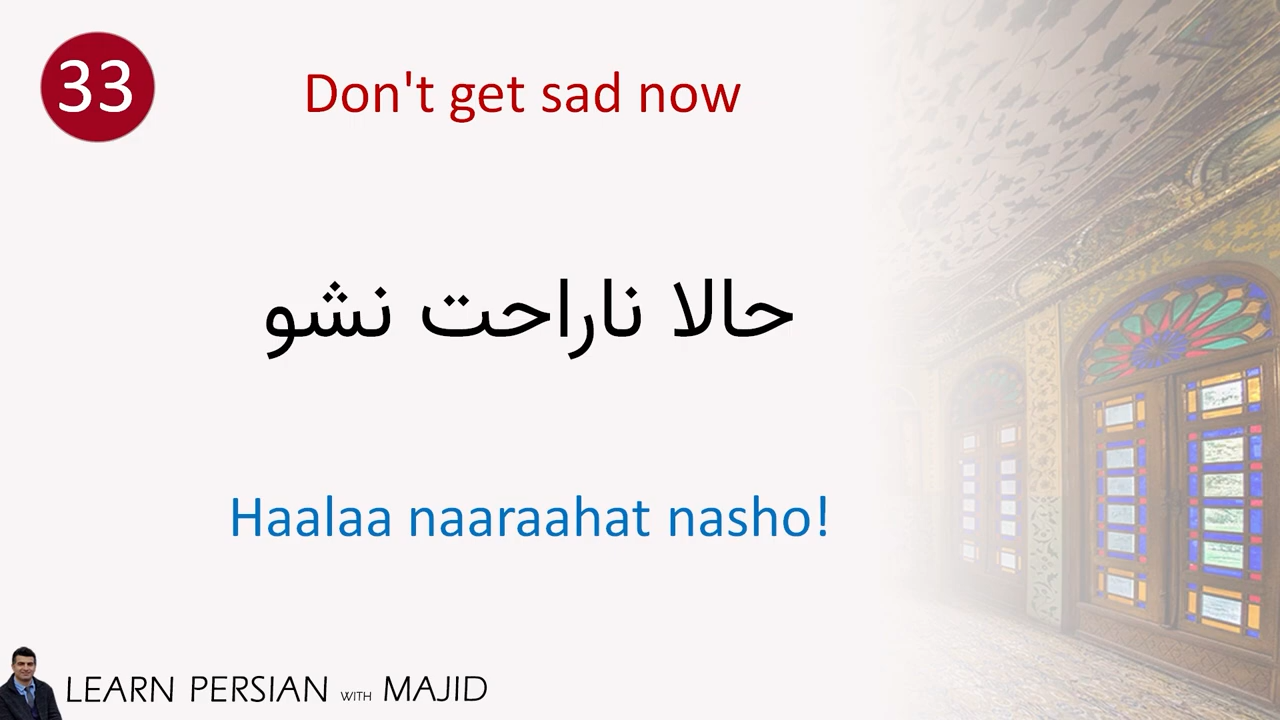 33
Don't get sad now
حالا ناراحت نشو
Haalaa naaraahat nasho!
LEARN PERSIAN WITH MAJID